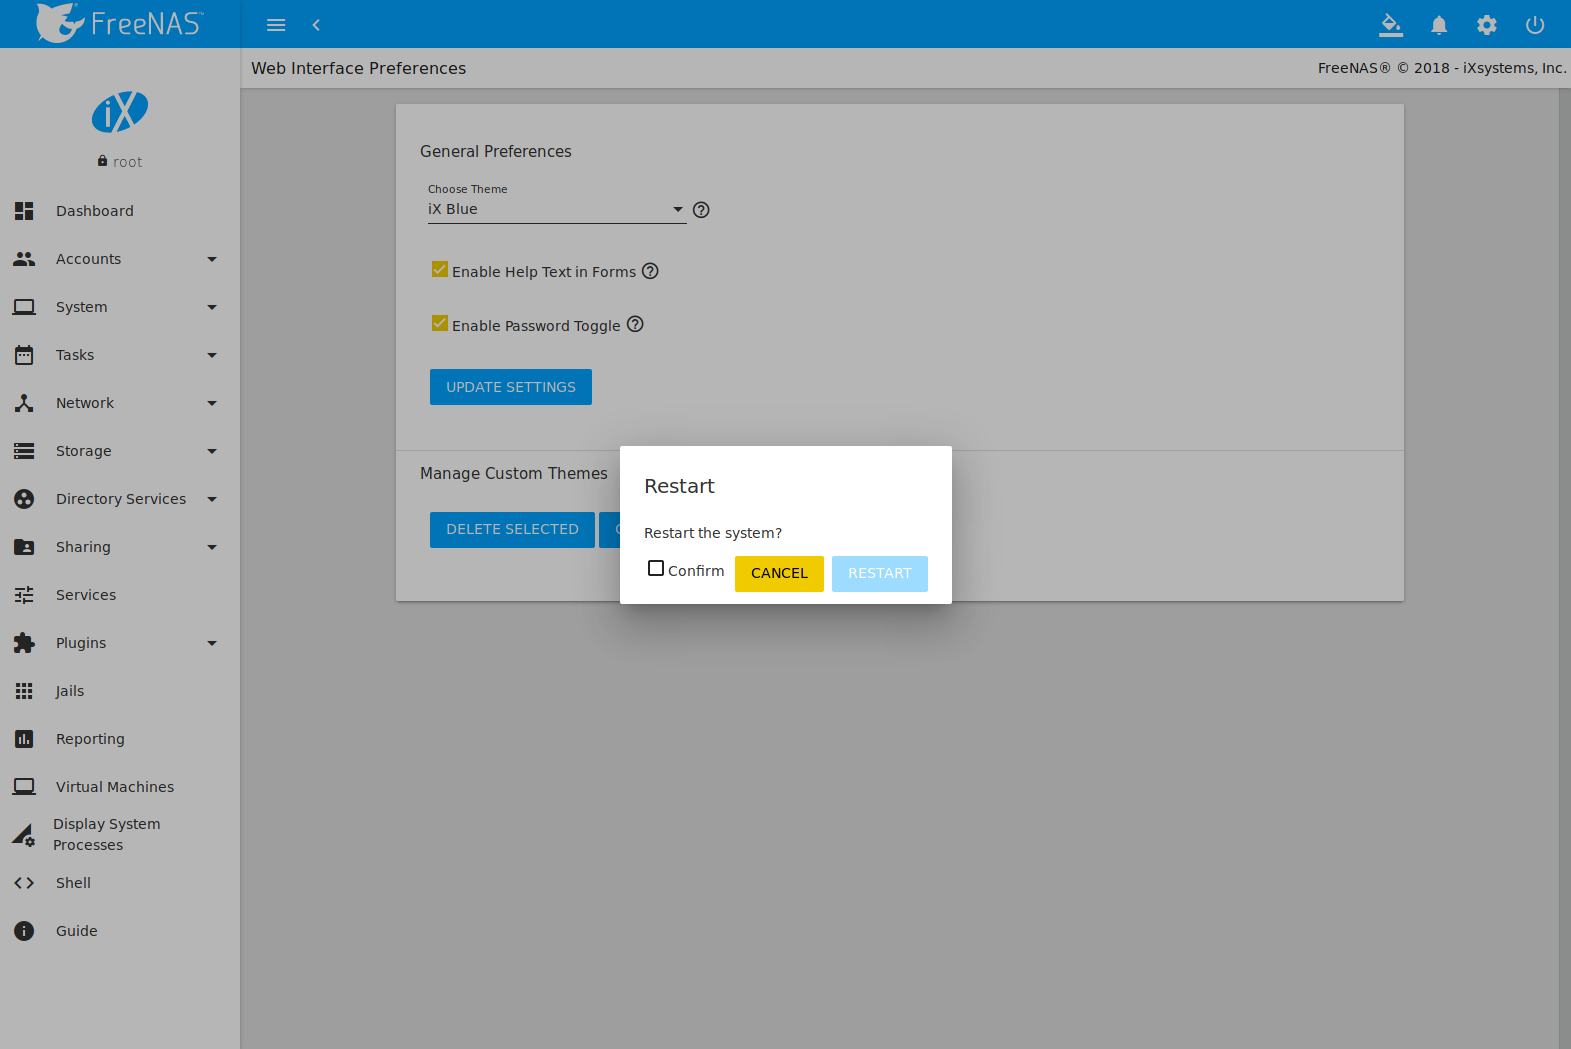 FreeNAS™
Web Interface Preferences
FreeNAS® © 2018 - iXsystems, Inc.
iX
root
Dashboard
Accounts
System
Tasks
Network
Storage
Directory Services
Sharing
Services
Plugins
Jails
Reporting
Virtual Machines
Display System
Processes
Shell
Guide
General Preferences
Choose Theme
iX Blue
Enable Help Text in Forms
Enable Password Toggle
UPDATE SETTINGS
Manage Custom Themes
DELETE SELECTED
Restart
Restart the system?
Confirm CANCEL RESTART